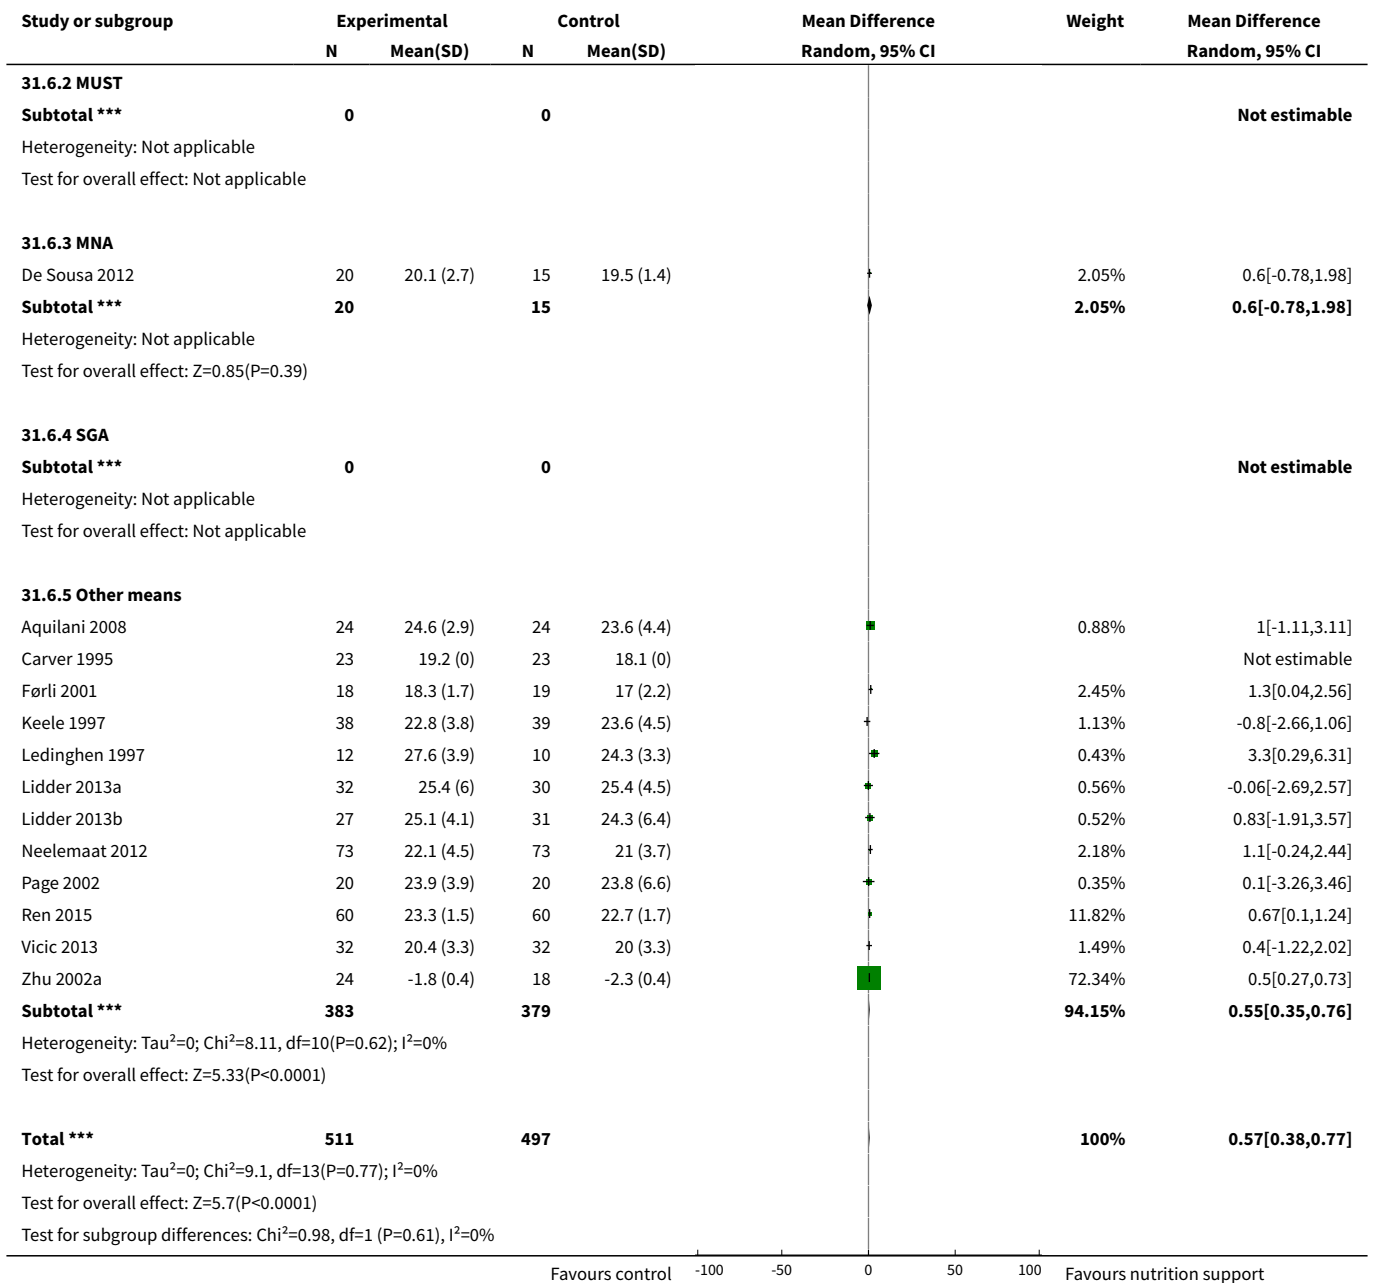 Study or subgroup Experimental Control Mean Difference Weight Mean Difference
N Mean(SD) N Mean(SD) Random, 95% CI Random, 95% CI
31.6.2 MUST
Subtotal *** 0 0 Not estimable
Heterogeneity: Not applicable
Test for overall effect: Not applicable
31.6.3 MNA
De Sousa 2012 20 20.1 (2.7) 15 19.5 (1.4) 2.05% 0.6[-0.78,1.98]
Subtotal *** 20 15 2.05% 0.6[-0.78,1.98]
Heterogeneity: Not applicable
Test for overall effect: Z=0.85(P=0.39)
31.6.4 SGA
Subtotal *** 0 0 Not estimable
Heterogeneity: Not applicable
Test for overall effect: Not applicable
31.6.5 Other means
Aquilani 2008 24 24.6 (2.9) 24 23.6 (4.4) 0.88% 1[-1.11,3.11]
Carver 1995 23 19.2 (0) 23 18.1 (0) Not estimable
Førli 2001 18 18.3 (1.7) 19 17 (2.2) 2.45% 1.3[0.04,2.56]
Keele 1997 38 22.8 (3.8) 39 23.6 (4.5) 1.13% -0.8[-2.66,1.06]
Ledinghen 1997 12 27.6 (3.9) 10 24.3 (3.3) 0.43% 3.3[0.29,6.31]
Lidder 2013a 32 25.4 (6) 30 25.4 (4.5) 0.56% -0.06[-2.69,2.57]
Lidder 2013b 27 25.1 (4.1) 31 24.3 (6.4) 0.52% 0.83[-1.91,3.57]
Neelemaat 2012 73 22.1 (4.5) 73 21 (3.7) 2.18% 1.1[-0.24,2.44]
Page 2002 20 23.9 (3.9) 20 23.8 (6.6) 0.35% 0.1[-3.26,3.46]
Ren 2015 60 23.3 (1.5) 60 22.7 (1.7) 11.82% 0.67[0.1,1.24]
Vicic 2013 32 20.4 (3.3) 32 20 (3.3) 1.49% 0.4[-1.22,2.02]
Zhu 2002a 24 -1.8 (0.4) 18 -2.3 (0.4) 72.34% 0.5[0.27,0.73]
Subtotal *** 383 379 94.15% 0.55[0.35,0.76]
Heterogeneity: Tau²=0; Chi²=8.11, df=10(P=0.62); I²=0%
Test for overall effect: Z=5.33(P<0.0001)
Total *** 511 497 100% 0.57[0.38,0.77]
Heterogeneity: Tau²=0; Chi²=9.1, df=13(P=0.77); I²=0%
Test for overall effect: Z=5.7(P<0.0001)
Test for subgroup differences: Chi²=0.98, df=1 (P=0.61), I²=0%
Favours control -100 -50 0 50 100 Favours nutrition support